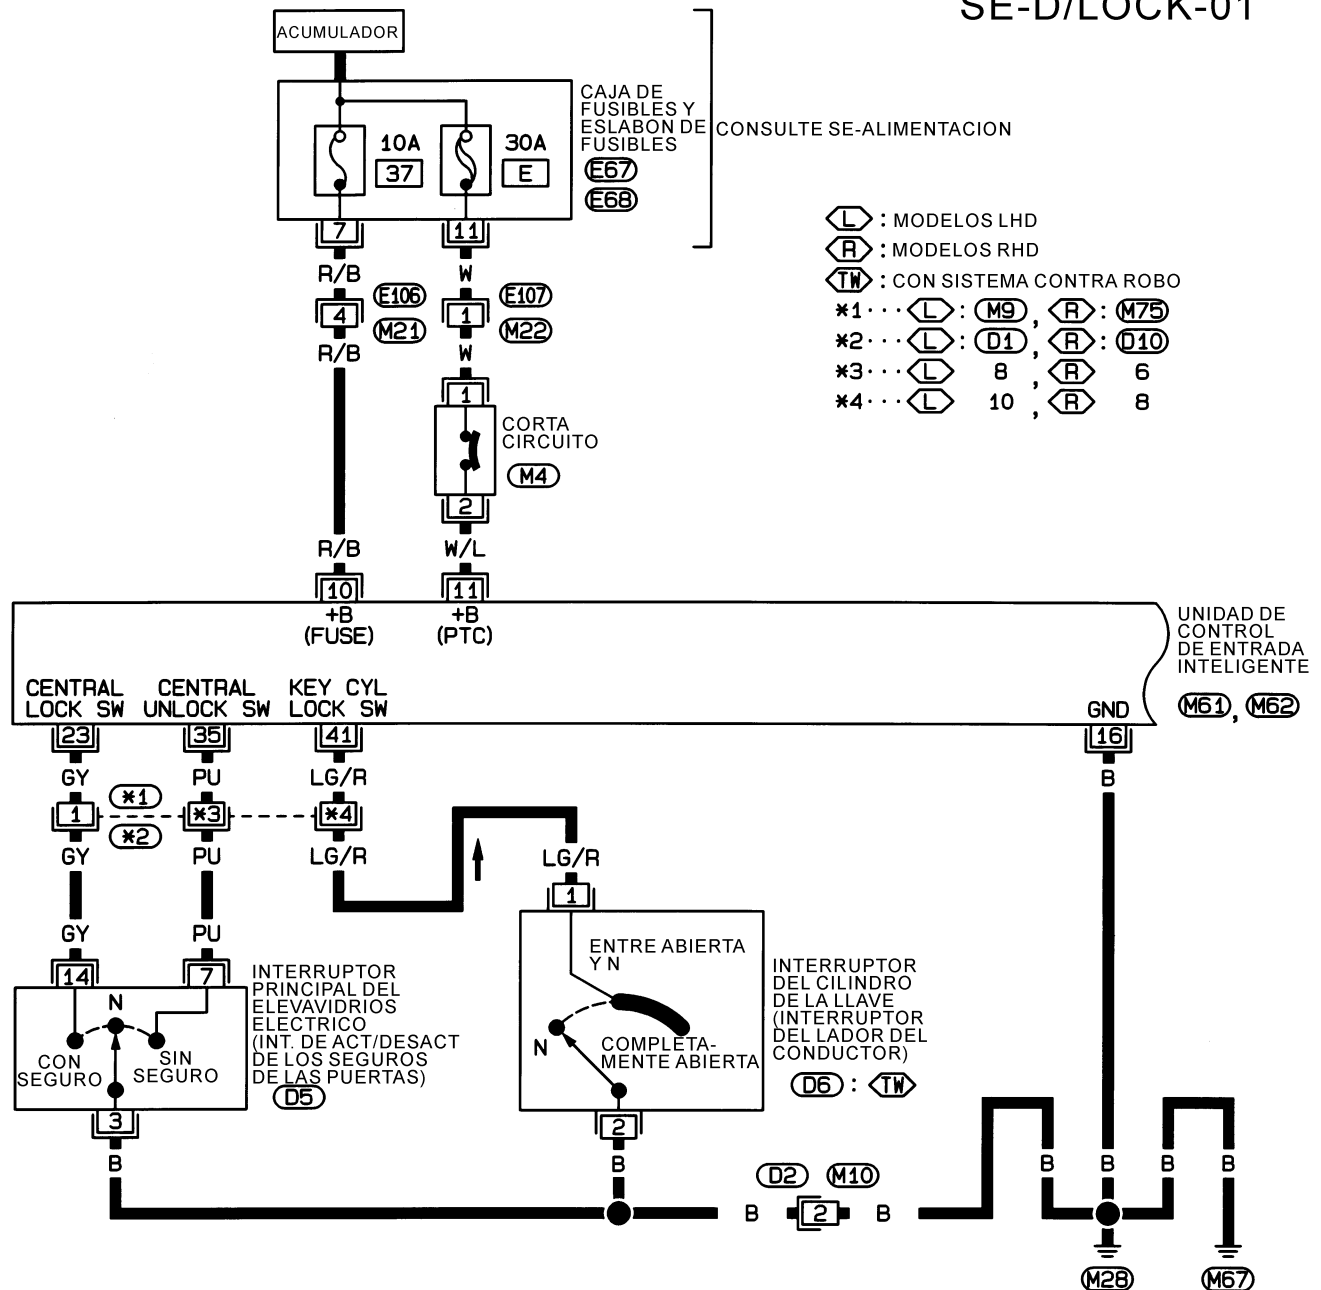 SE-D/LOCK-01
ACUMULADOR
CAJA DE
FUSIBLES Y
ESLABON DE
FUSIBLES
E67
E68
CONSULTE SE-ALIMENTACION
10A
37
30A
E
7
11
R/B
W
E106
M21
E107
M22
4
1
R/B
W
1
CORTA
CIRCUITO
M4
2
R/B
W/L
10
11
L : MODELOS LHD
R : MODELOS RHD
TW : CON SISTEMA CONTRA ROBO
*1··· L : M9 , R : M75
*2··· L : D1 , R : D10
*3··· L 8 , R 6
*4··· L 10 , R 8
+B
(FUSE)
+B
(PTC)
UNIDAD DE
CONTROL
DE ENTRADA
INTELIGENTE
M61, M62
CENTRAL
LOCK SW
CENTRAL
UNLOCK SW
KEY CYL
LOCK SW
GND
23
35
41
16
GY
PU
LG/R
B
1
*1
*2
*3
*4
GY
PU
LG/R
LG/R
1
GY
PU
14
7
N
CON
SEGURO
SIN
SEGURO
3
INTERRUPTOR
PRINCIPAL DEL
ELEVAVIDRIOS
ELECTRICO
(INT. DE ACT/DESACT
DE LOS SEGUROS
DE LAS PUERTAS)
D5
ENTRE ABIERTA
Y N
N
COMPLETA-
MENTE ABIERTA
2
INTERRUPTOR
DEL CILINDRO
DE LA LLAVE
(INTERRUPTOR
DEL LADOR DEL
CONDUCTOR)
D6 : TW
B
B
D2 M10
B 2 B
B
B
B
B
M28
M67